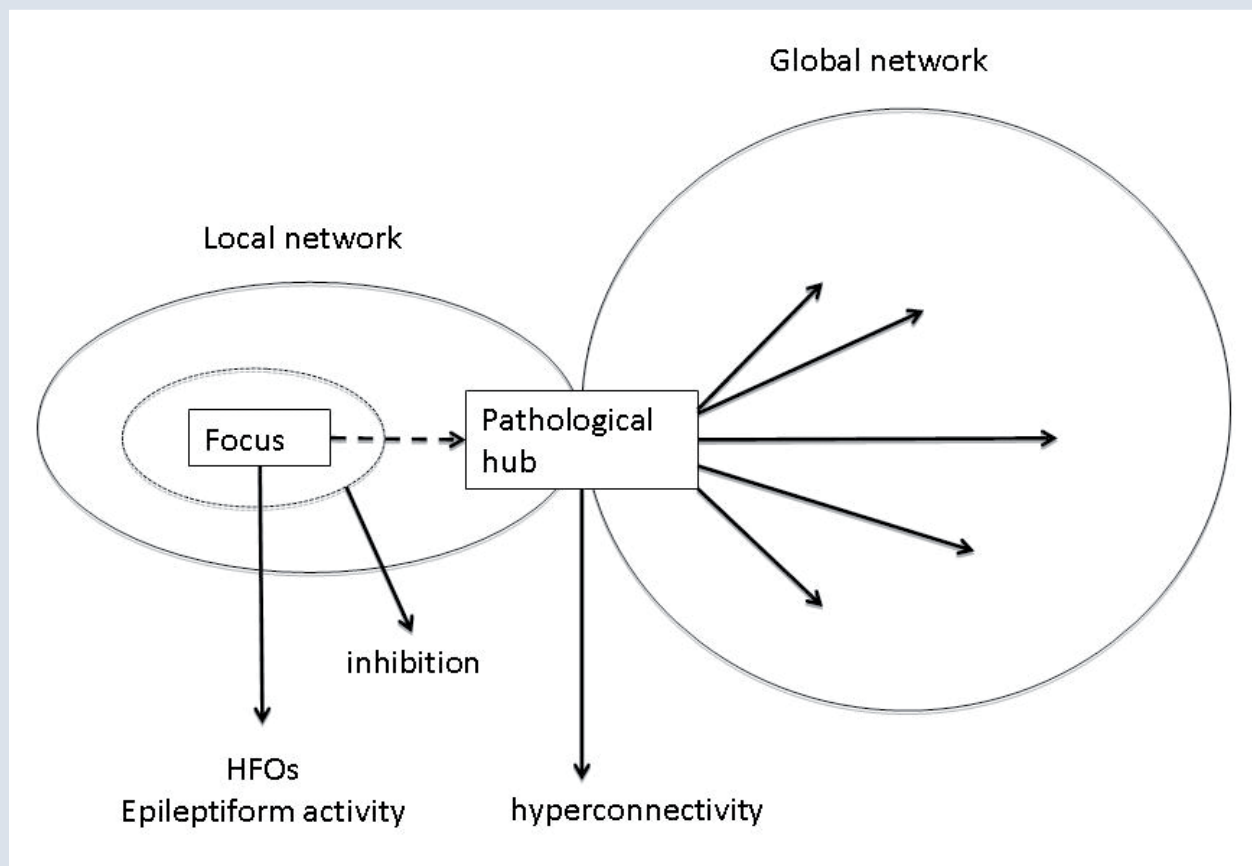 Global network
Local network
Focus
Pathological
hub
inhibition
HFOs
Epileptiform activity
hyperconnectivity